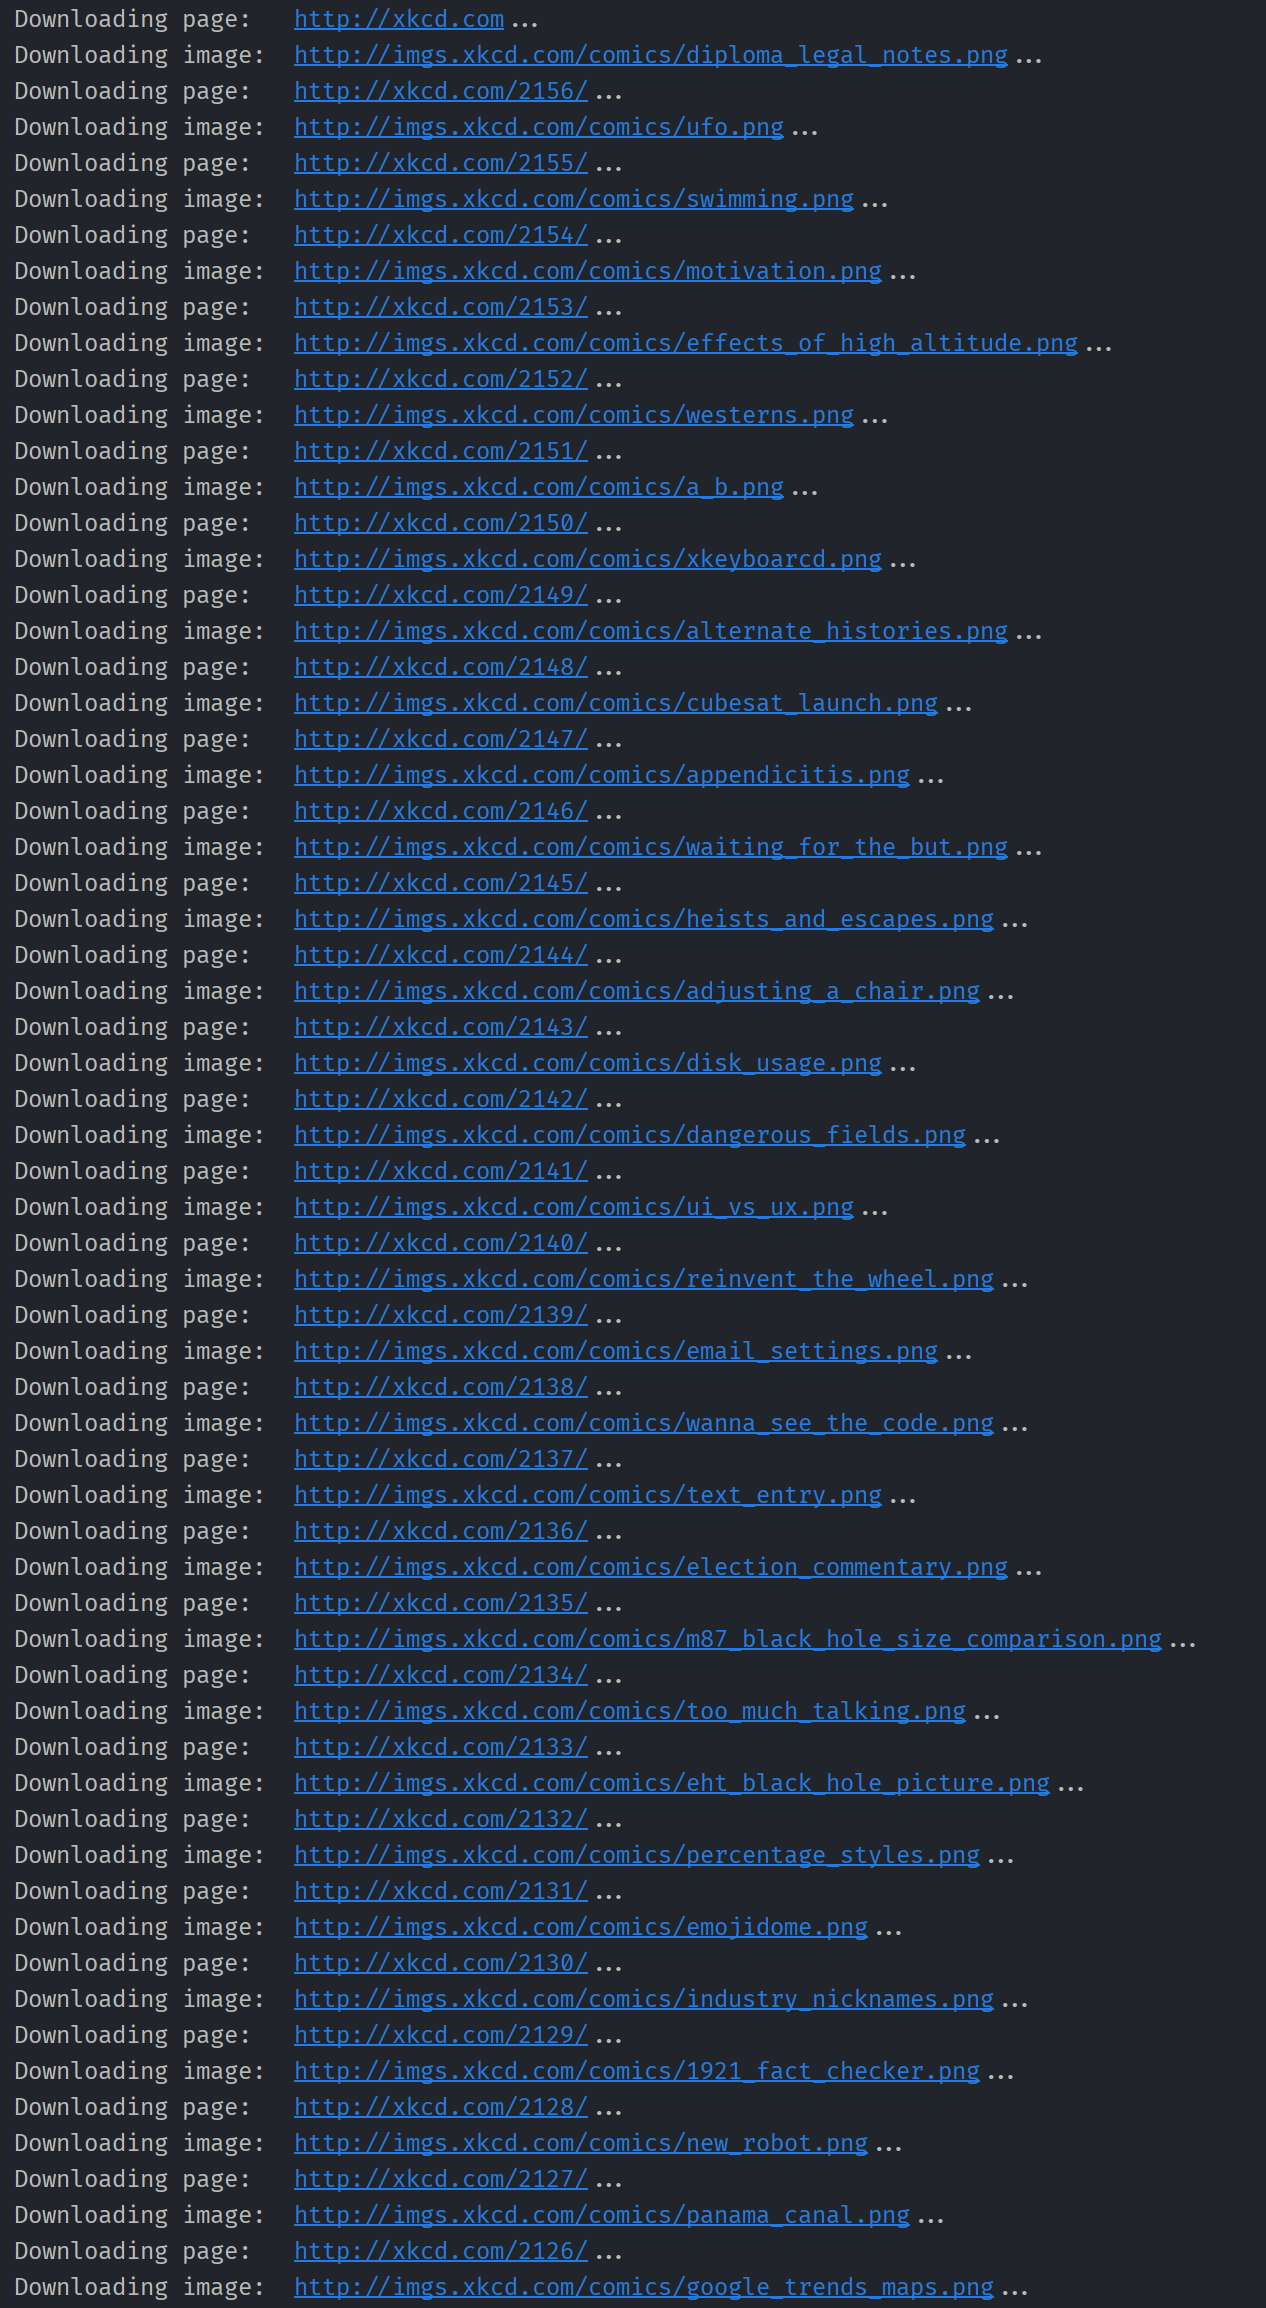 Downloading page:   http://xkcd.com...
Downloading image:  http://imgs.xkcd.com/comics/diploma_legal_notes.png...
Downloading page:   http://xkcd.com/2156/...
Downloading image:  http://imgs.xkcd.com/comics/ufo.png...
Downloading page:   http://xkcd.com/2155/...
Downloading image:  http://imgs.xkcd.com/comics/swimming.png...
Downloading page:   http://xkcd.com/2154/...
Downloading image:  http://imgs.xkcd.com/comics/motivation.png...
Downloading page:   http://xkcd.com/2153/...
Downloading image:  http://imgs.xkcd.com/comics/effects_of_high_altitude.png...
Downloading page:   http://xkcd.com/2152/...
Downloading image:  http://imgs.xkcd.com/comics/westerns.png...
Downloading page:   http://xkcd.com/2151/...
Downloading image:  http://imgs.xkcd.com/comics/a_b.png...
Downloading page:   http://xkcd.com/2150/...
Downloading image:  http://imgs.xkcd.com/comics/xkeyboarcd.png...
Downloading page:   http://xkcd.com/2149/...
Downloading image:  http://imgs.xkcd.com/comics/alternate_histories.png...
Downloading page:   http://xkcd.com/2148/...
Downloading image:  http://imgs.xkcd.com/comics/cubesat_launch.png...
Downloading page:   http://xkcd.com/2147/...
Downloading image:  http://imgs.xkcd.com/comics/appendicitis.png...
Downloading page:   http://xkcd.com/2146/...
Downloading image:  http://imgs.xkcd.com/comics/waiting_for_the_but.png...
Downloading page:   http://xkcd.com/2145/...
Downloading image:  http://imgs.xkcd.com/comics/heists_and_escapes.png...
Downloading page:   http://xkcd.com/2144/...
Downloading image:  http://imgs.xkcd.com/comics/adjusting_a_chair.png...
Downloading page:   http://xkcd.com/2143/...
Downloading image:  http://imgs.xkcd.com/comics/disk_usage.png...
Downloading page:   http://xkcd.com/2142/...
Downloading image:  http://imgs.xkcd.com/comics/dangerous_fields.png...
Downloading page:   http://xkcd.com/2141/...
Downloading image:  http://imgs.xkcd.com/comics/ui_vs_ux.png...
Downloading page:   http://xkcd.com/2140/...
Downloading image:  http://imgs.xkcd.com/comics/reinvent_the_wheel.png...
Downloading page:   http://xkcd.com/2139/...
Downloading image:  http://imgs.xkcd.com/comics/email_settings.png...
Downloading page:   http://xkcd.com/2138/...
Downloading image:  http://imgs.xkcd.com/comics/wanna_see_the_code.png...
Downloading page:   http://xkcd.com/2137/...
Downloading image:  http://imgs.xkcd.com/comics/text_entry.png...
Downloading page:   http://xkcd.com/2136/...
Downloading image:  http://imgs.xkcd.com/comics/election_commentary.png...
Downloading page:   http://xkcd.com/2135/...
Downloading image:  http://imgs.xkcd.com/comics/m87_black_hole_size_comparison.png...
Downloading page:   http://xkcd.com/2134/...
Downloading image:  http://imgs.xkcd.com/comics/too_much_talking.png...
Downloading page:   http://xkcd.com/2133/...
Downloading image:  http://imgs.xkcd.com/comics/eht_black_hole_picture.png...
Downloading page:   http://xkcd.com/2132/...
Downloading image:  http://imgs.xkcd.com/comics/percentage_styles.png...
Downloading page:   http://xkcd.com/2131/...
Downloading image:  http://imgs.xkcd.com/comics/emojidome.png...
Downloading page:   http://xkcd.com/2130/...
Downloading image:  http://imgs.xkcd.com/comics/industry_nicknames.png...
Downloading page:   http://xkcd.com/2129/...
Downloading image:  http://imgs.xkcd.com/comics/1921_fact_checker.png...
Downloading page:   http://xkcd.com/2128/...
Downloading image:  http://imgs.xkcd.com/comics/new_robot.png...
Downloading page:   http://xkcd.com/2127/...
Downloading image:  http://imgs.xkcd.com/comics/panama_canal.png...
Downloading page:   http://xkcd.com/2126/...
Downloading image:  http://imgs.xkcd.com/comics/google_trends_maps.png...